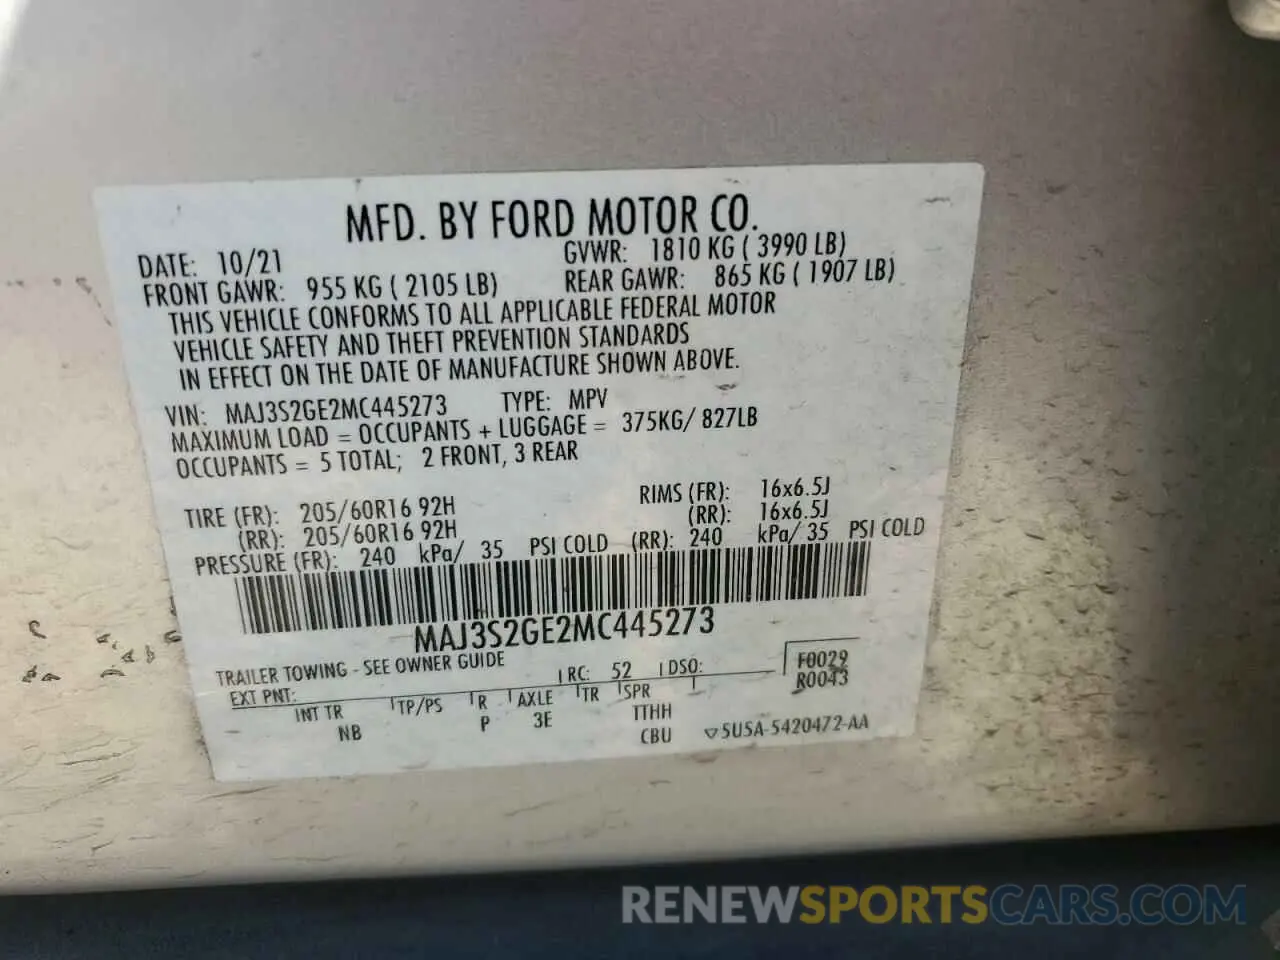 MFD. BY FORD MOTOR CO.
DATE: 10/21 GVWR: 1810 KG ( 3990 LB)
FRONT GAWR: 955 KG ( 2105 LB) REAR GAWR: 865 KG ( 1907 LB)
THIS VEHICLE CONFORMS TO ALL APPLICABLE FEDERAL MOTOR
VEHICLE SAFETY AND THEFT PREVENTION STANDARDS
IN EFFECT ON THE DATE OF MANUFACTURE SHOWN ABOVE.
VIN: MAJ3S2GE2MC445273 TYPE: MPV
MAXIMUM LOAD = OCCUPANTS + LUGGAGE = 375KG/ 827LB
OCCUPANTS = 5 TOTAL; 2 FRONT, 3 REAR
TIRE (FR): 205/60R16 92H RIMS (FR): 16x6.5J
(RR): 205/60R16 92H (RR): 16x6.5J
PRESSURE (FR): 240 kPa/ 35 PSI COLD (RR): 240 kPa/ 35 PSI COLD
MAJ3S2GE2MC445273
TRAILER TOWING - SEE OWNER GUIDE
EXT PNT: RC: 52 DSO: F0029
R0043
INT TR TP/PS R AXLE TR SPR
NB P 3E TTHH
CBU ▽5U5A-5420472-AA
RENEWSPORTSCARS.COM